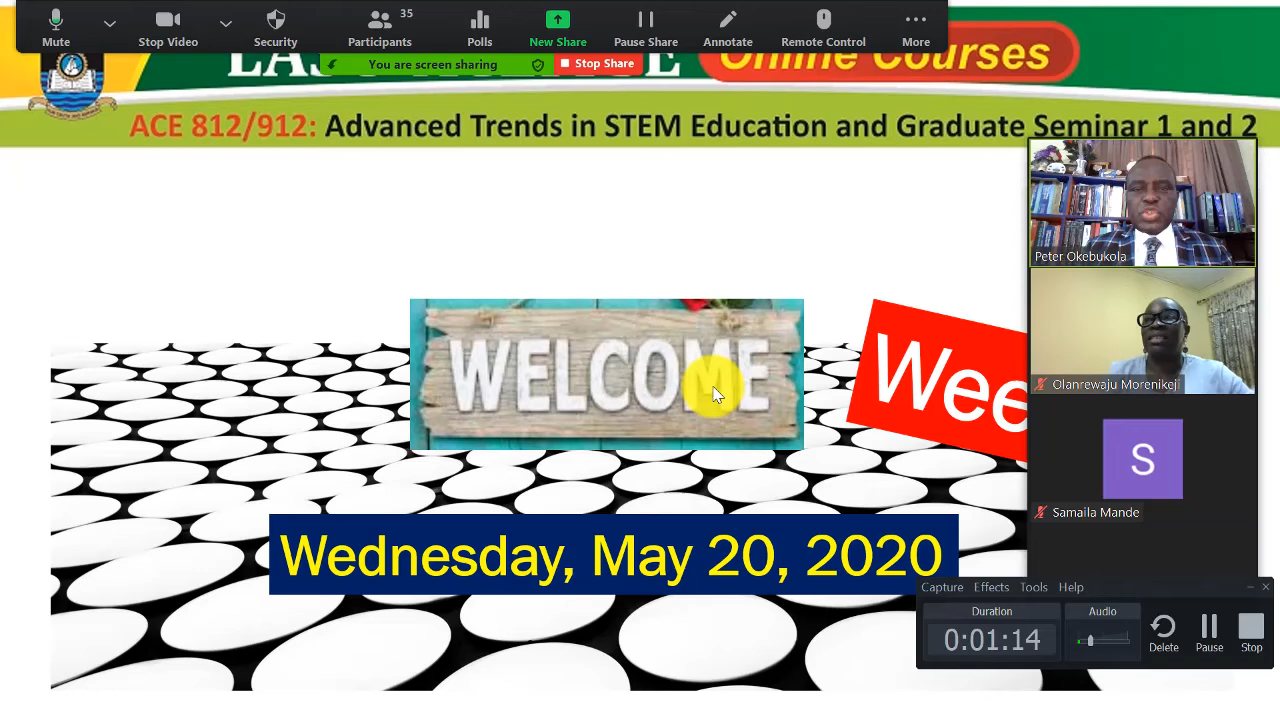 35
Mute
Stop Video
Security
Participants
Polls
New Share
Pause Share
Annotate
Remote Control
More
You are screen sharing
Stop Share
Online Courses
ACE 812/912: Advanced Trends in STEM Education and Graduate Seminar 1 and 2
Peter Okebukola
WELCOME
Wee
Olanrewaju Morenikeji
S
Samaila Mande
Wednesday, May 20, 2020
Capture Effects Tools Help
Duration
Audio
0:01:14
Delete
Pause
Stop